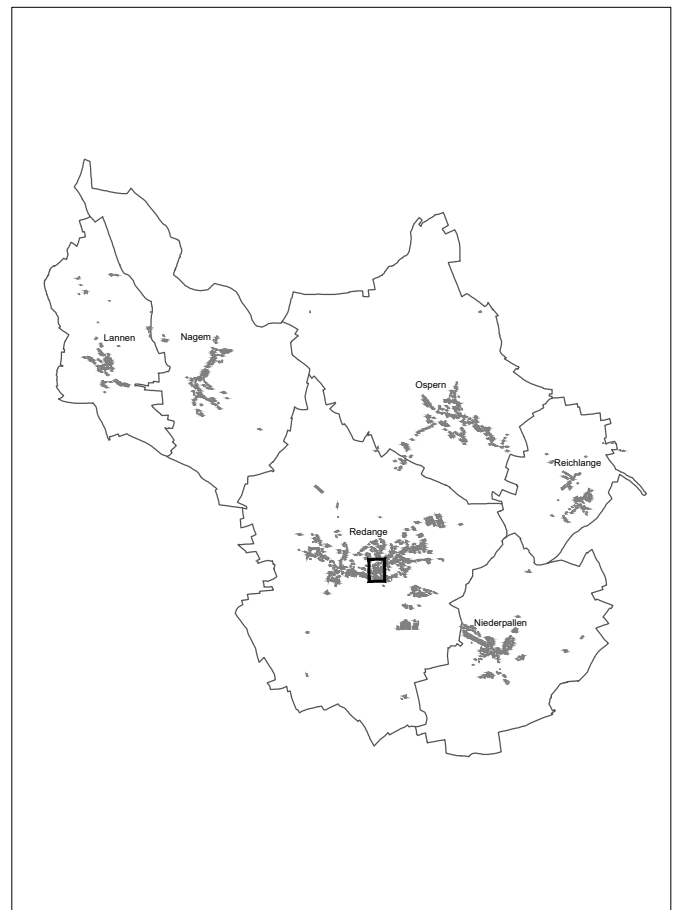 Lannen
Nagem
Ospern
Reichlange
Redange
Niederpallen